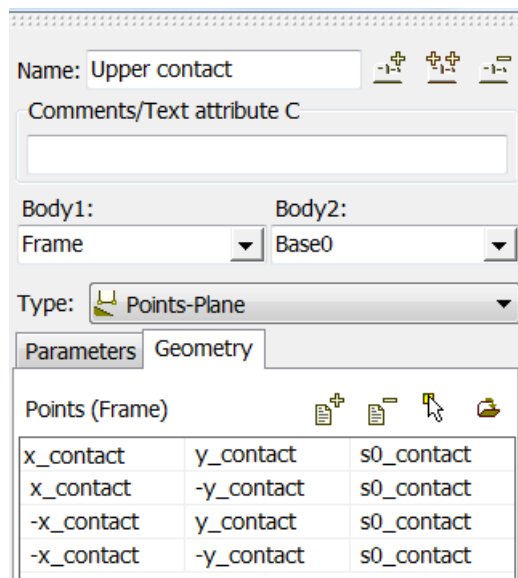 Name: Upper contact
Comments/Text attribute C
Body1: Body2:
Frame Base0
Type: Points-Plane
Parameters Geometry
Points (Frame)
x_contact y_contact s0_contact
x_contact -y_contact s0_contact
-x_contact y_contact s0_contact
-x_contact -y_contact s0_contact